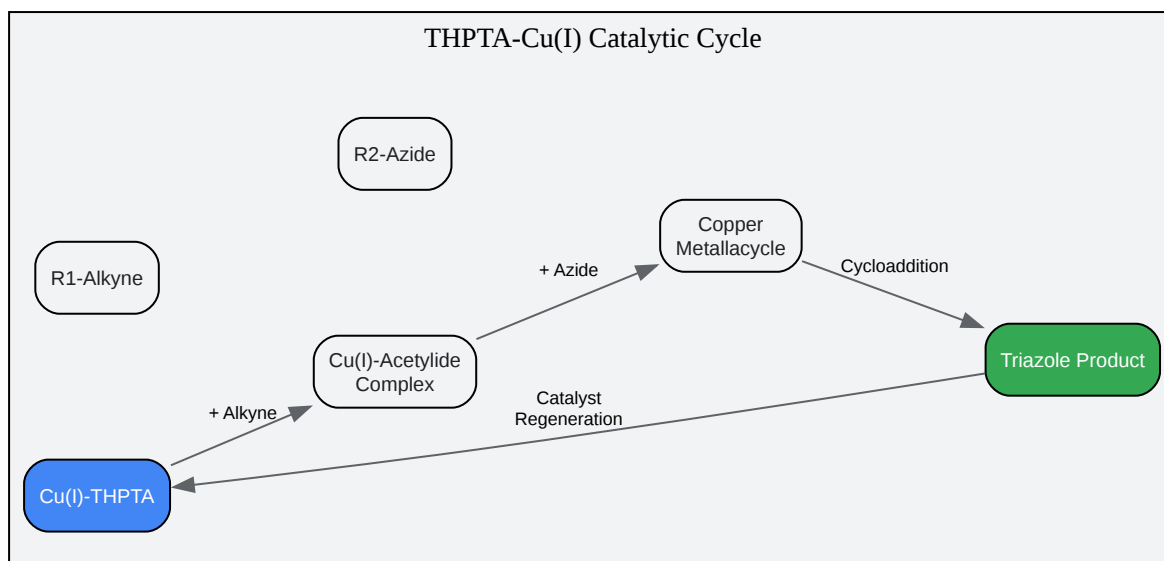 THPTA-Cu(I) Catalytic Cycle
R2-Azide
Copper
Metallacycle
R1-Alkyne
+ Azide
Cycloaddition
Cu(I)-Acetylide
Complex
Triazole Product
+ Alkyne
Catalyst
Regeneration
Cu(I)-THPTA